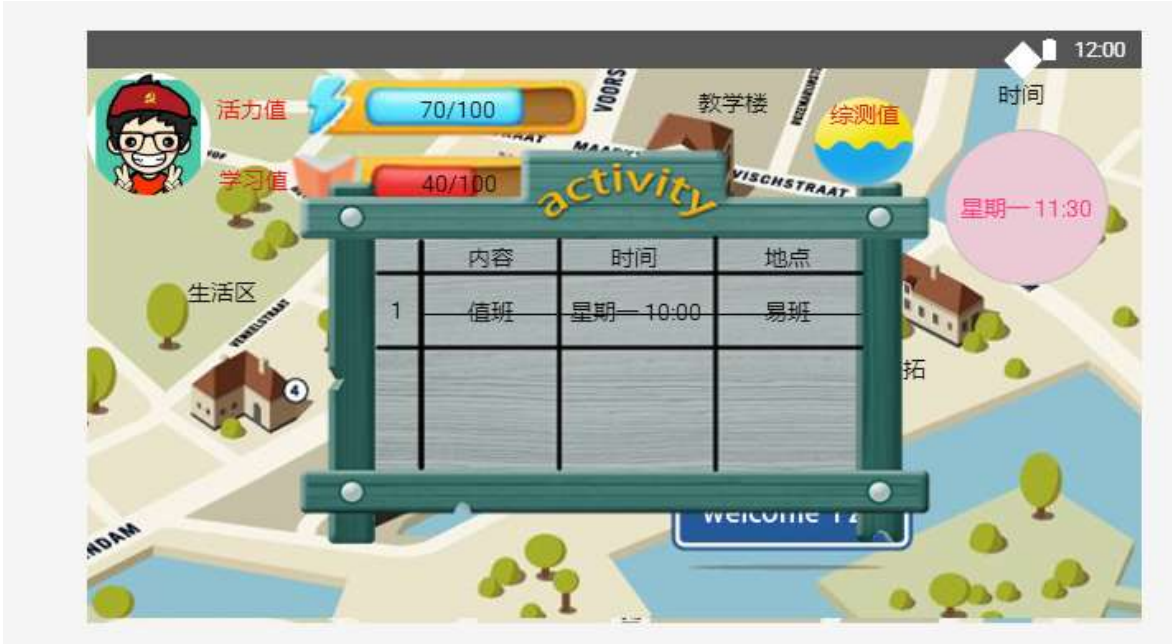 12:00
活力值
70/100
VOORS
教学楼
综测值
时间
学习值
40/100
activity
VISCHSTRAAT
星期一 11:30
内容 时间 地点
1 值班 星期一 10:00 易班
生活区
VENKELSTRAAT
4
拓
NDAM